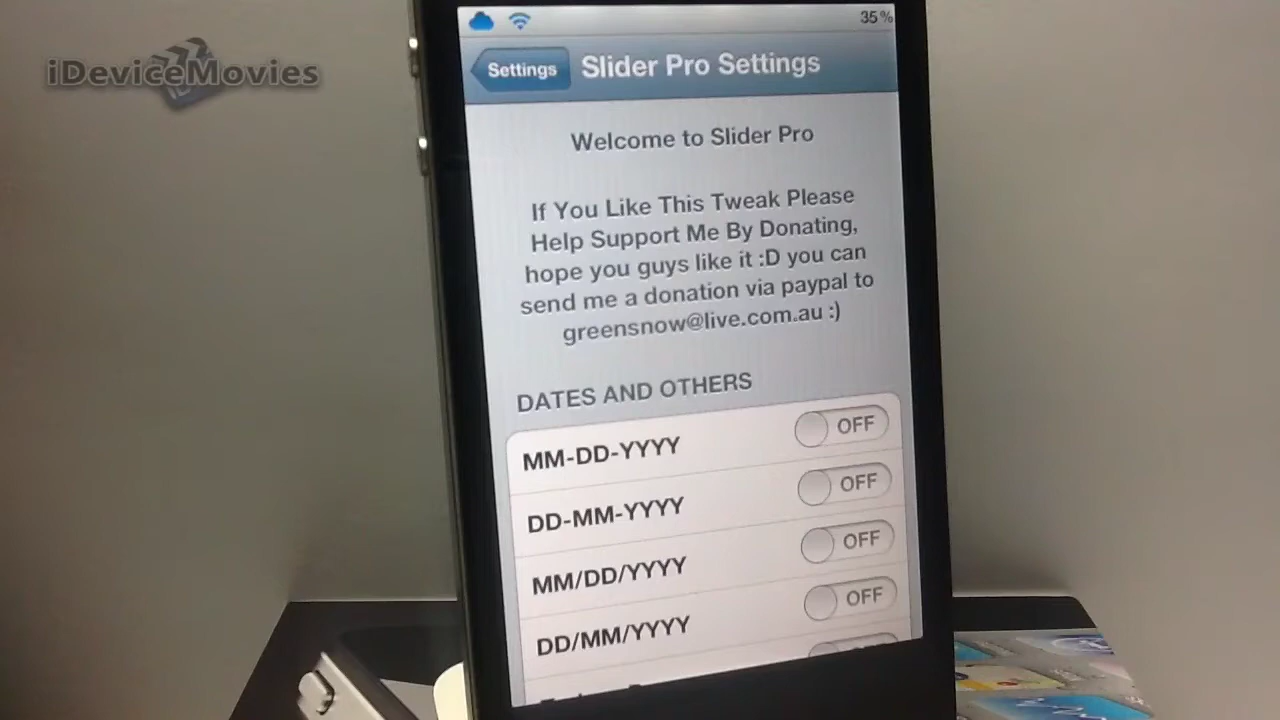 iDeviceMovies
35%
Settings
Slider Pro Settings
Welcome to Slider Pro
If You Like This Tweak Please
Help Support Me By Donating,
hope you guys like it :D you can
send me a donation via paypal to
greensnow@live.com.au :)
DATES AND OTHERS
MM-DD-YYYY OFF
DD-MM-YYYY OFF
MM/DD/YYYY OFF
DD/MM/YYYY OFF